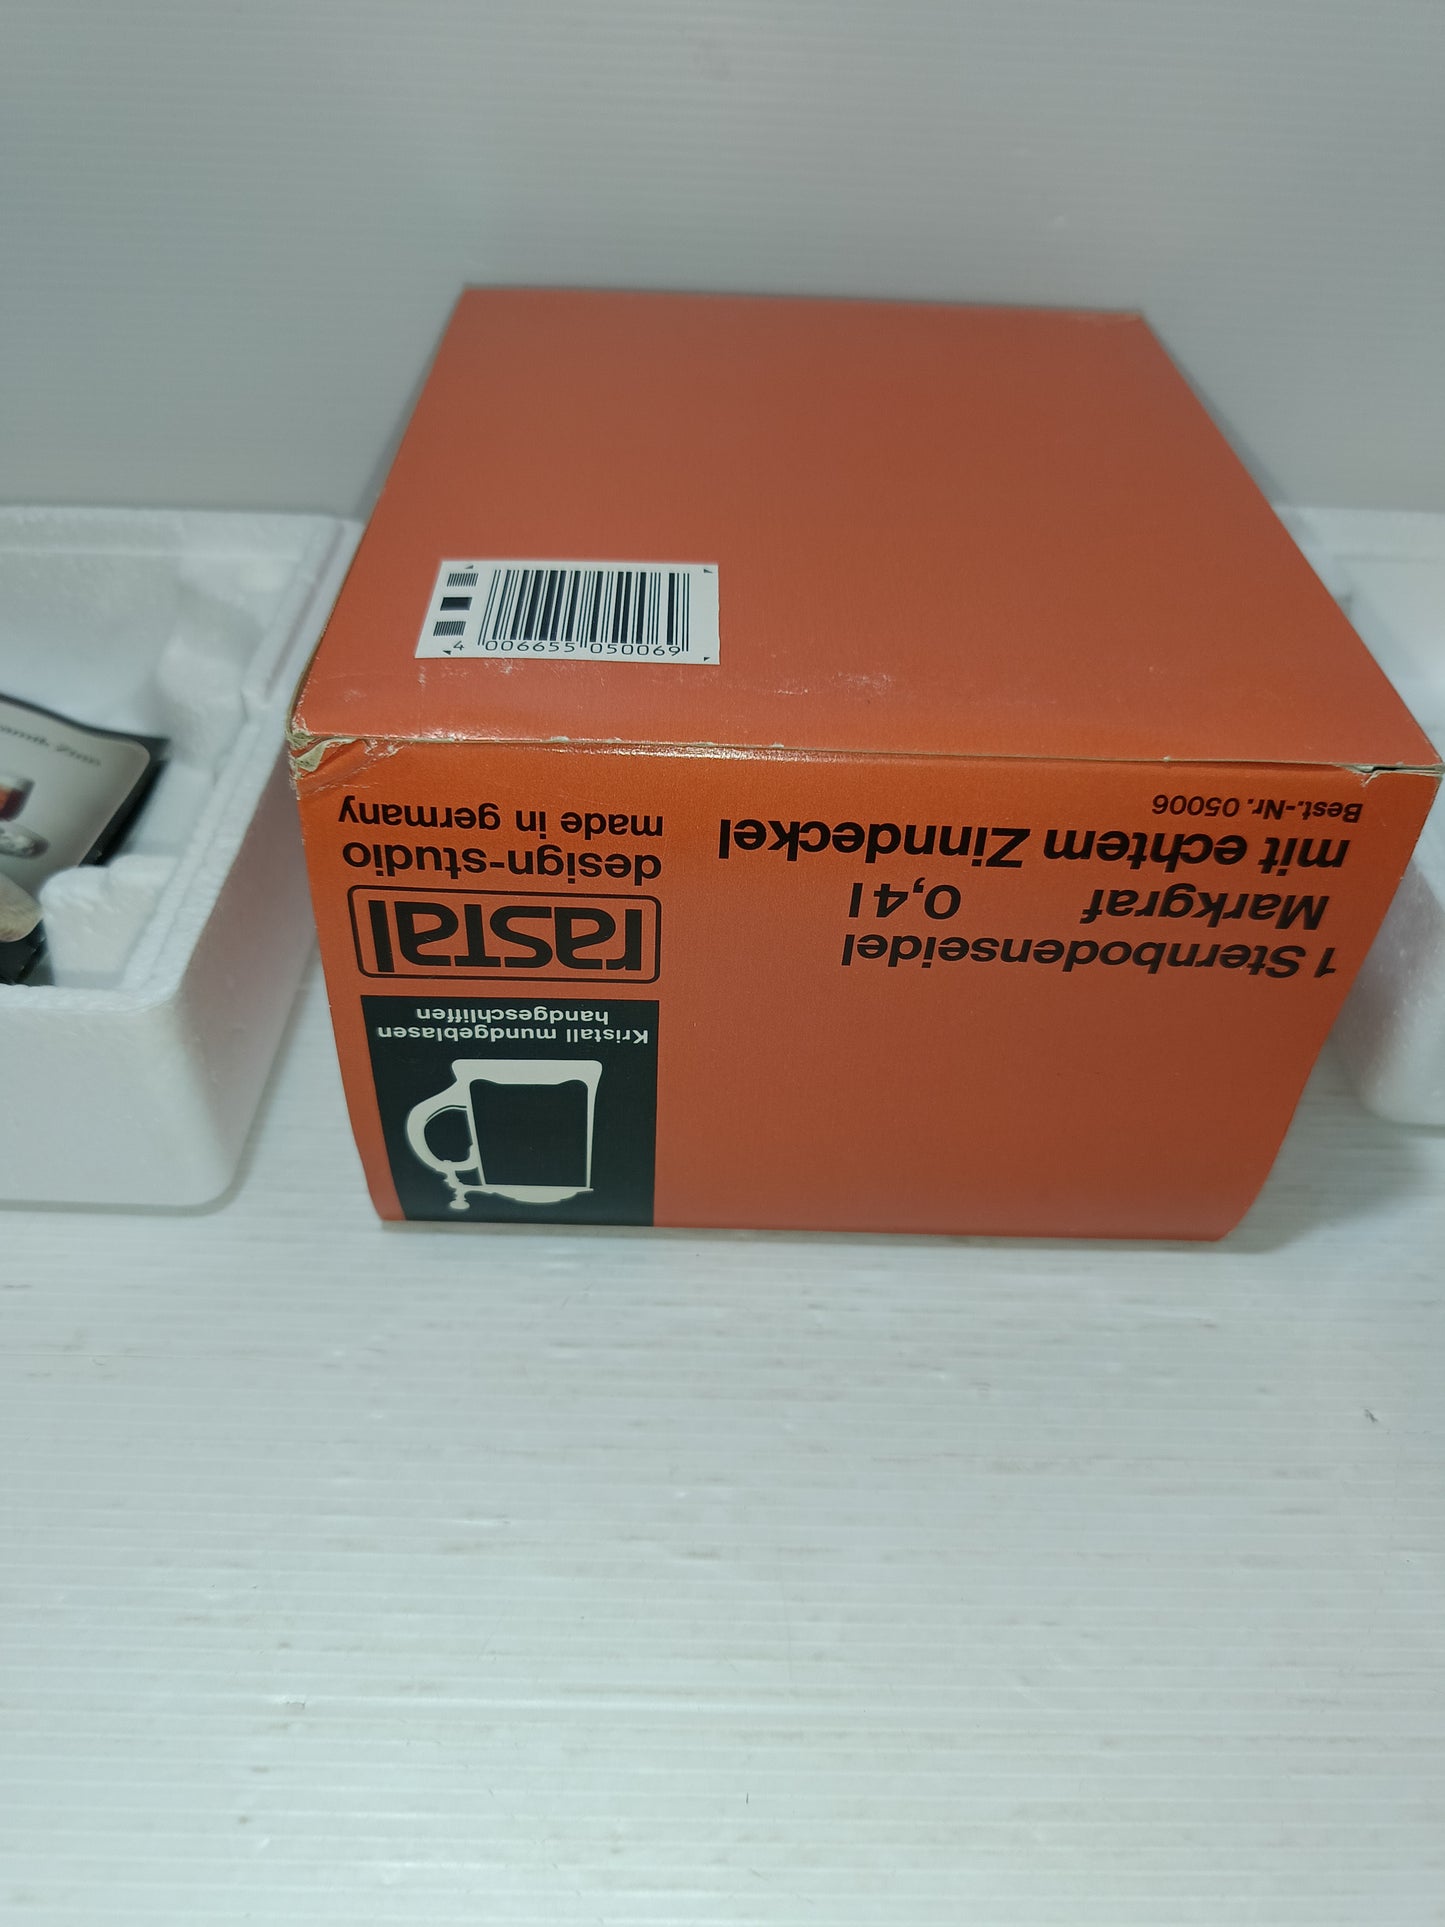 4 006655 050069
1 Sternbodenseidel
Markgraf 0,4 l
mit echtem Zinndeckel
Best.-Nr. 05006
Kristall mundgeblasen
handgeschliffen
rastal
design-studio
made in germany